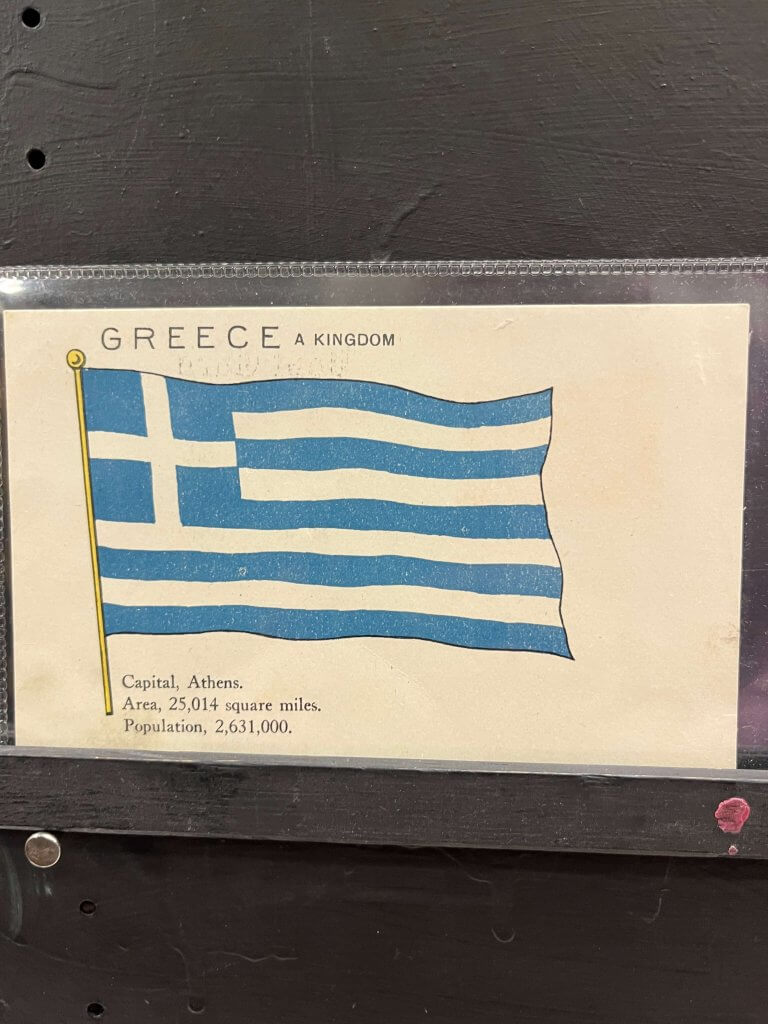 GREECE A KINGDOM
Capital, Athens.
Area, 25,014 square miles.
Population, 2,631,000.